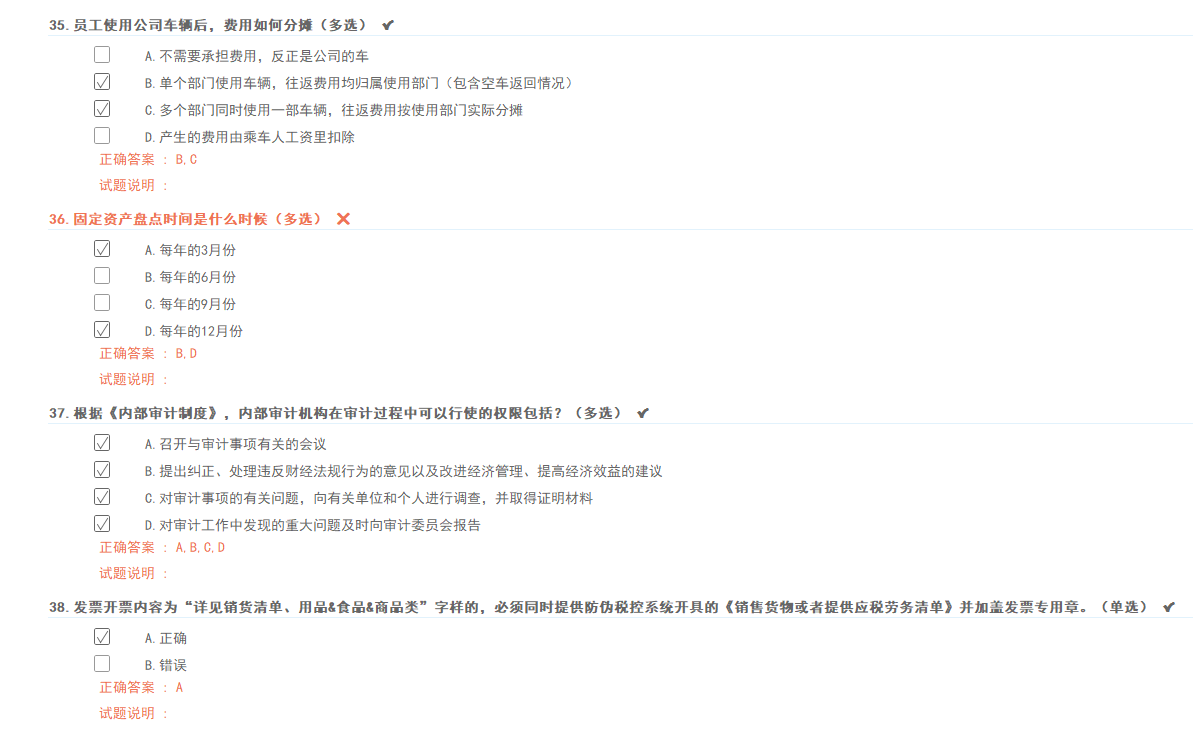 35. 员工使用公司车辆后，费用如何分摊（多选） ✔
A. 不需要承担费用，反正是公司的车
B. 单个部门使用车辆，往返费用均归属使用部门（包含空车返回情况）
C. 多个部门同时使用一部车辆，往返费用按使用部门实际分摊
D. 产生的费用由乘车人工资里扣除
正确答案 : B,C
试题说明 :
36. 固定资产盘点时间是什么时候（多选） ✖
A. 每年的3月份
B. 每年的6月份
C. 每年的9月份
D. 每年的12月份
正确答案 : B,D
试题说明 :
37. 根据《内部审计制度》，内部审计机构在审计过程中可以行使的权限包括？（多选） ✔
A. 召开与审计事项有关的会议
B. 提出纠正、处理违反财经法规行为的意见以及改进经济管理、提高经济效益的建议
C. 对审计事项的有关问题，向有关单位和个人进行调查，并取得证明材料
D. 对审计工作中发现的重大问题及时向审计委员会报告
正确答案 : A,B,C,D
试题说明 :
38. 发票开票内容为“详见销货清单、用品&食品&商品类”字样的，必须同时提供防伪税控系统开具的《销售货物或者提供应税劳务清单》并加盖发票专用章。（单选） ✔
A. 正确
B. 错误
正确答案 : A
试题说明 :